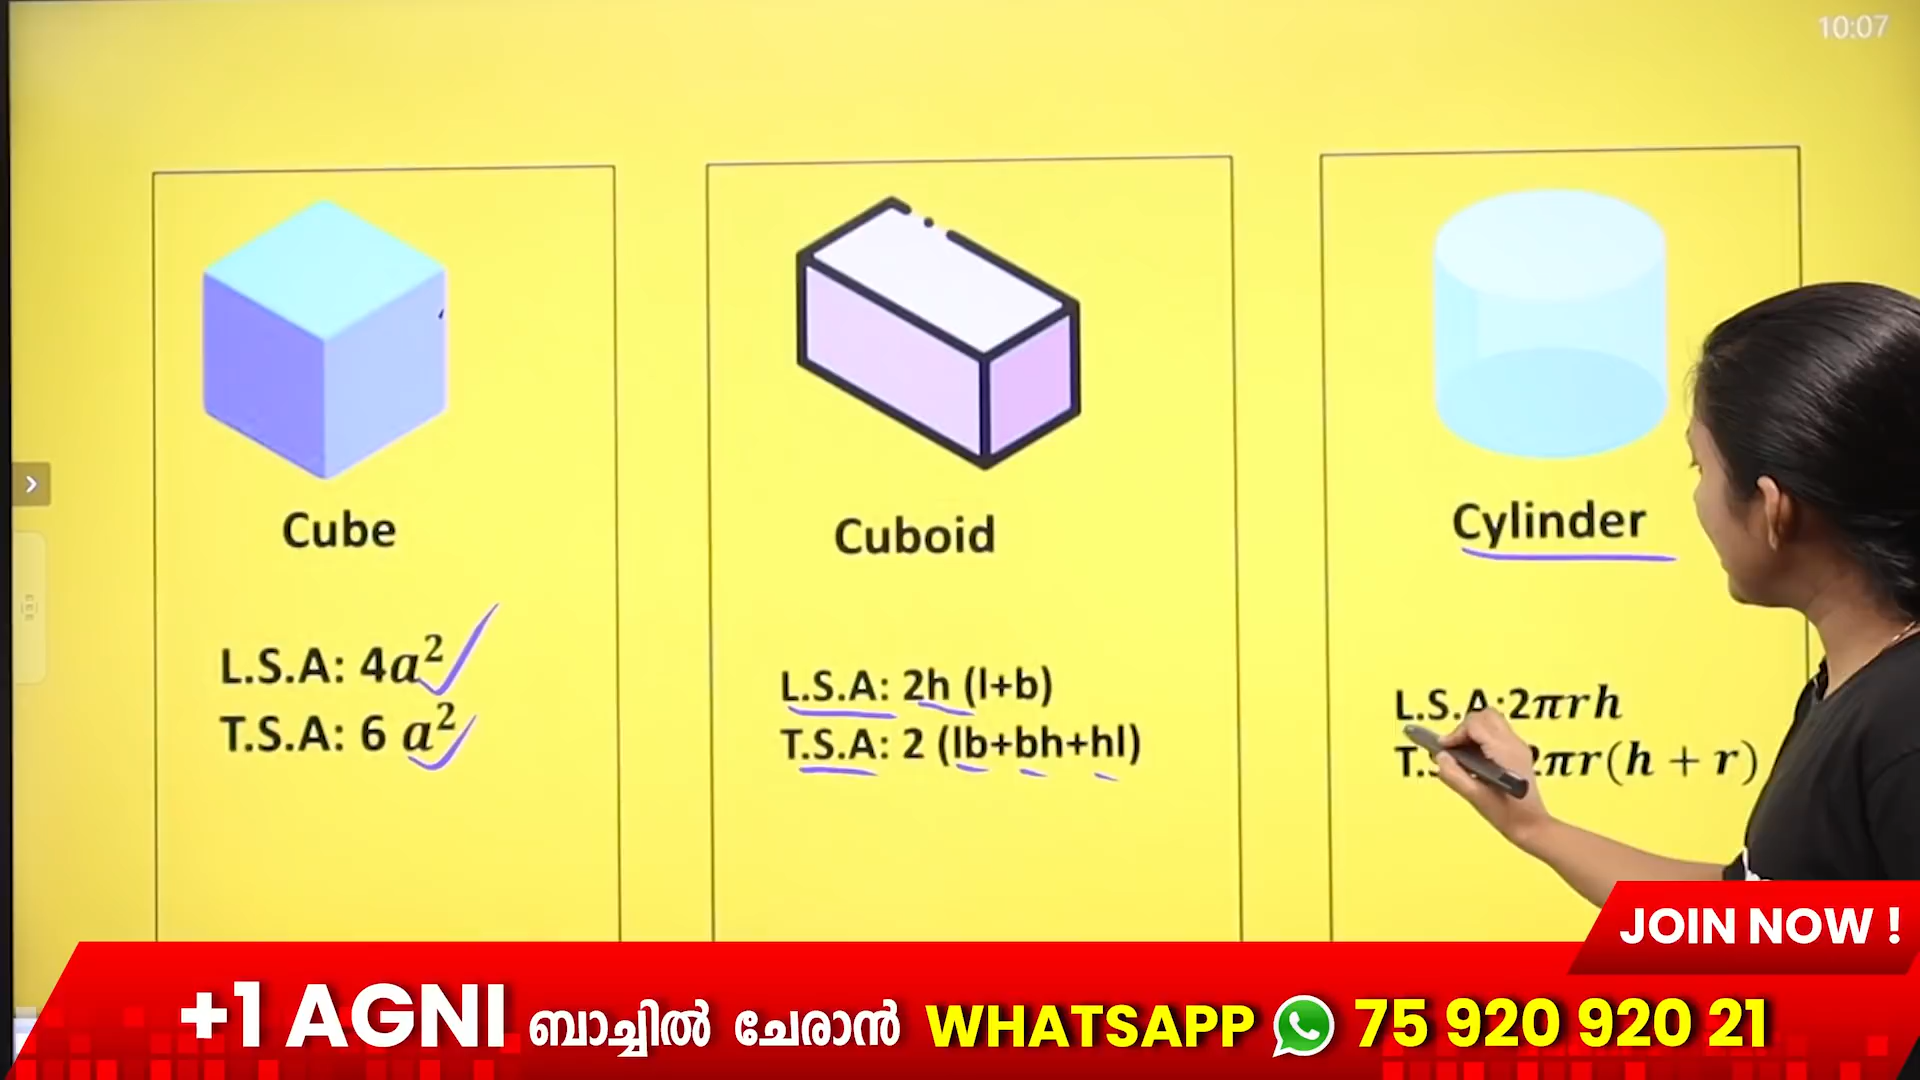 10:07
Cube
L.S.A: 4a²
T.S.A: 6 a²
Cuboid
L.S.A: 2h (l+b)
T.S.A: 2 (lb+bh+hl)
Cylinder
L.S.A:2πrh
2πr(h + r)
JOIN NOW !
+1 AGNI ബാച്ചിൽ ചേരാൻ WHATSAPP 75 920 920 21